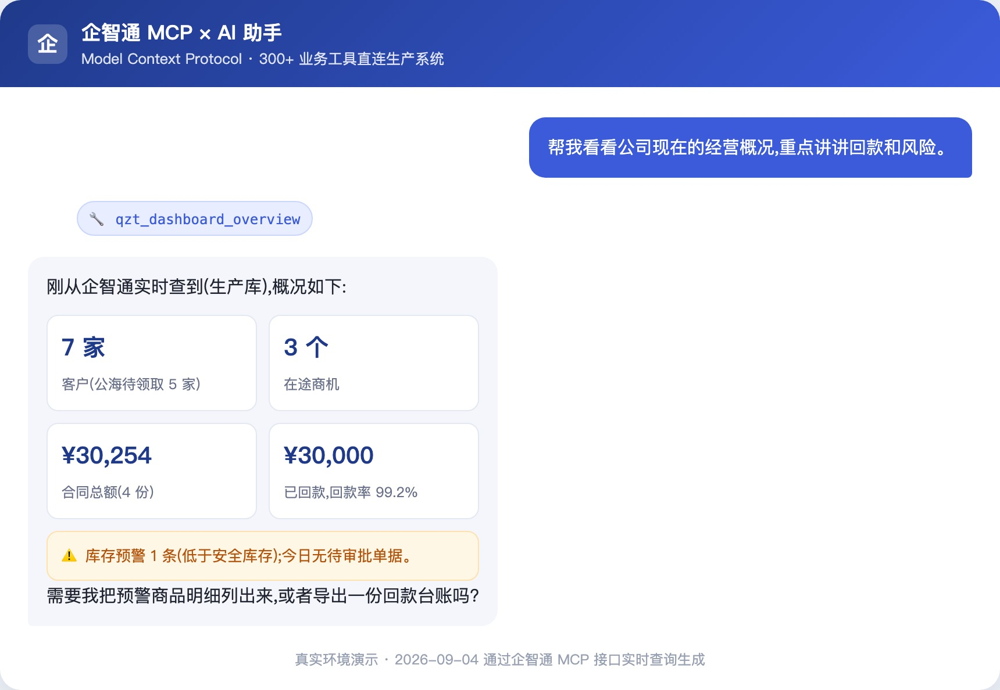 企
企智通 MCP × AI 助手
Model Context Protocol · 300+ 业务工具直连生产系统
帮我看看公司现在的经营概况,重点讲讲回款和风险。
qzt_dashboard_overview
刚从企智通实时查到(生产库),概况如下:
7 家
客户(公海待领取 5 家)
3 个
在途商机
¥30,254
合同总额(4 份)
¥30,000
已回款,回款率 99.2%
库存预警 1 条(低于安全库存);今日无待审批单据。
需要我把预警商品明细列出来,或者导出一份回款台账吗?
真实环境演示 · 2026-09-04 通过企智通 MCP 接口实时查询生成